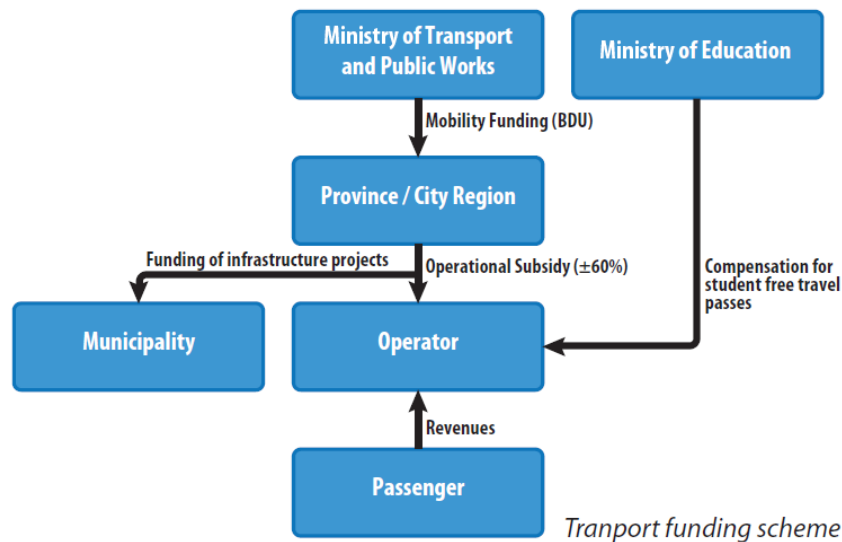 Ministry of Transport
and Public Works
Ministry of Education
Mobility Funding (BDU)
Province / City Region
Funding of infrastructure projects
Operational Subsidy (±60%)
Compensation for
student free travel
passes
Municipality
Operator
Revenues
Passenger
Tranport funding scheme